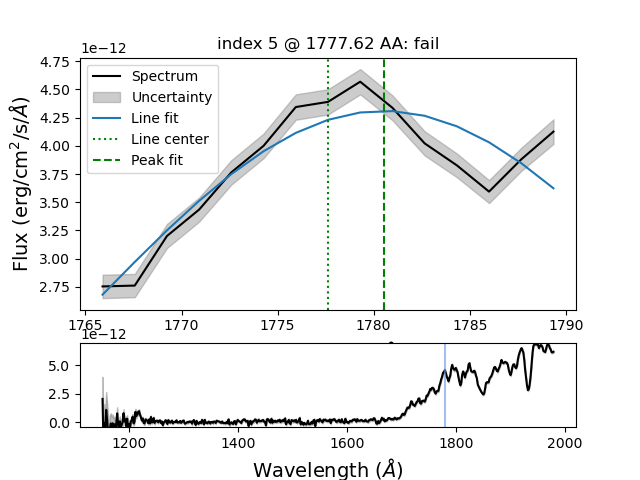 index 5 @ 1777.62 AA: fail
1e−12
4.75
4.50
4.25
4.00
3.75
3.50
3.25
3.00
2.75
Flux (erg/cm²/s/Å)
Spectrum
Uncertainty
Line fit
Line center
Peak fit
1765 1770 1775 1780 1785 1790
1e−12
5.0
2.5
0.0
1200 1400 1600 1800 2000
Wavelength (Å)